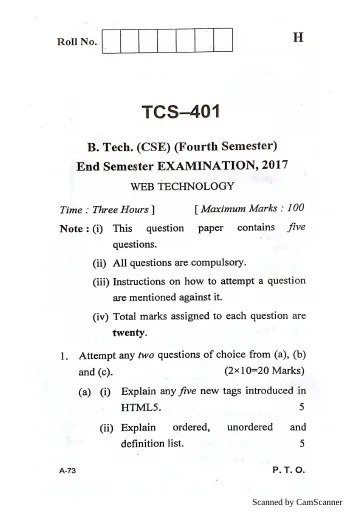 Roll No.
H
TCS–401
B. Tech. (CSE) (Fourth Semester)
End Semester EXAMINATION, 2017
WEB TECHNOLOGY
Time : Three Hours ] [ Maximum Marks : 100
Note : (i) This question paper contains five
questions.
(ii) All questions are compulsory.
(iii) Instructions on how to attempt a question
are mentioned against it.
(iv) Total marks assigned to each question are
twenty.
1. Attempt any two questions of choice from (a), (b)
and (c). (2×10=20 Marks)
(a) (i) Explain any five new tags introduced in
HTML5. 5
(ii) Explain ordered, unordered and
definition list. 5
A-73 P. T. O.
Scanned by CamScanner